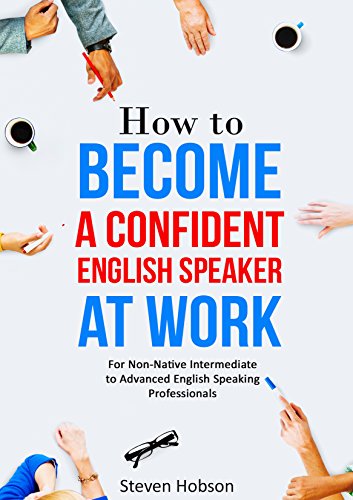 How to
BECOME
A CONFIDENT
ENGLISH SPEAKER
AT WORK
For Non-Native Intermediate
to Advanced English Speaking
Professionals
Steven Hobson